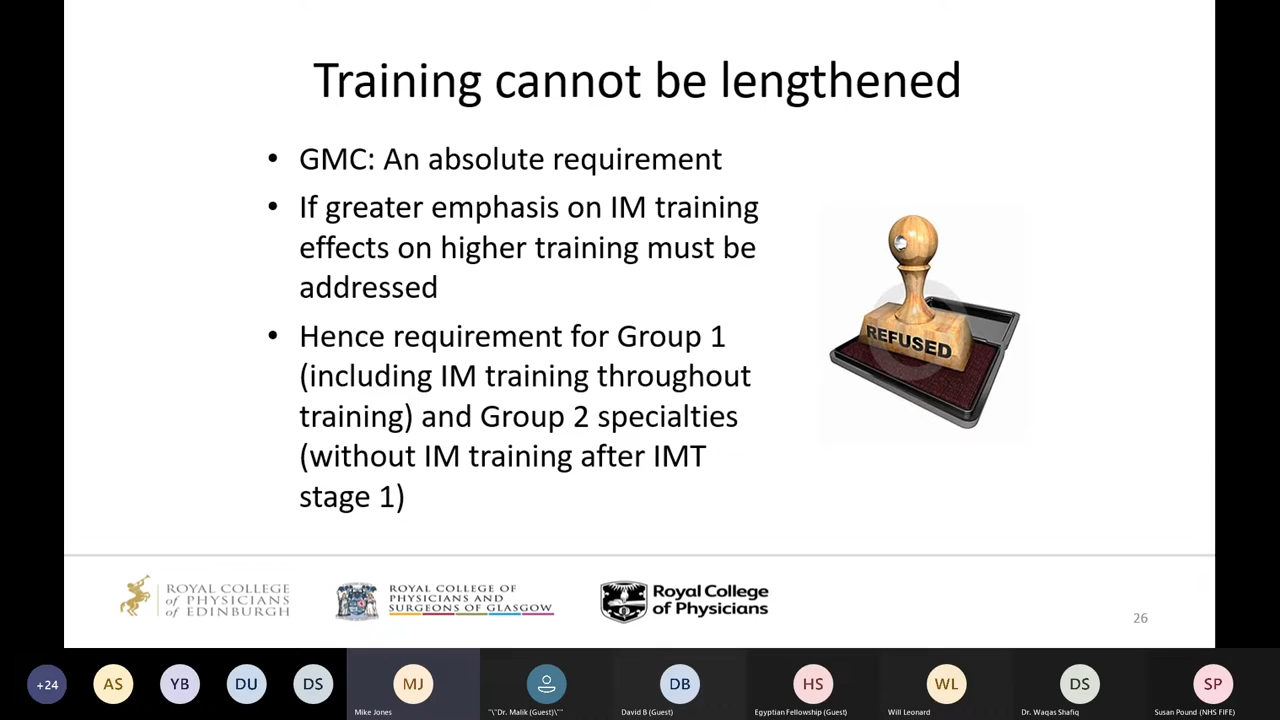 Training cannot be lengthened
• GMC: An absolute requirement
• If greater emphasis on IM training
effects on higher training must be
addressed
• Hence requirement for Group 1
(including IM training throughout
training) and Group 2 specialties
(without IM training after IMT
stage 1)
REFUSED
ROYAL COLLEGE
of PHYSICIANS
of EDINBURGH
ROYAL COLLEGE OF
PHYSICIANS AND
SURGEONS OF GLASGOW
Royal College
of Physicians
26
+24
AS
YB
DU
DS
MJ
Mike Jones
"\"Dr. Malik (Guest)\""
DB
David B (Guest)
HS
Egyptian Fellowship (Guest)
WL
Will Leonard
DS
Dr. Waqas Shafiq
SP
Susan Pound (NHS FIFE)